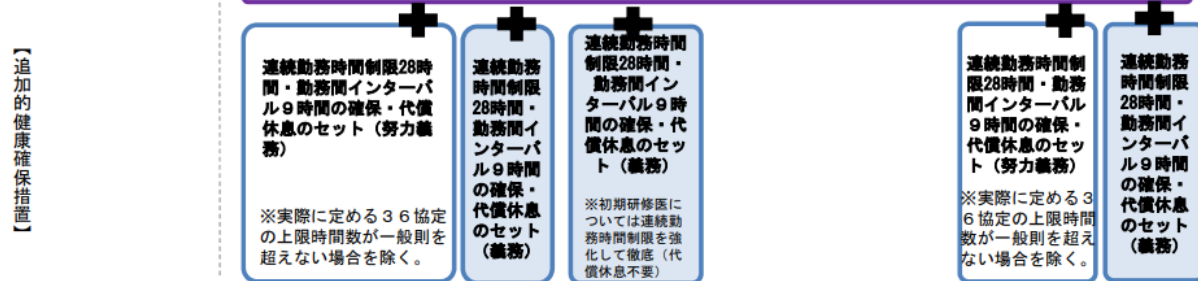 【追加的健康確保措置】
連続勤務時間制限28時
間・勤務間インターバ
ル９時間の確保・代償
休息のセット（努力義
務）
※実際に定める３６協定
の上限時間数が一般則を
超えない場合を除く。
連続勤務
時間制限
28時間・
勤務間イ
ンターバ
ル９時間
の確保・
代償休息
のセット
（義務）
連続勤務時間
制限28時間・
勤務間イン
ターバル９時
間の確保・代
償休息のセッ
ト（義務）
※初期研修医に
ついては連続勤
務時間制限を強
化して徹底（代
償休息不要）
連続勤務時間制
限28時間・勤務
間インターバル
９時間の確保・
代償休息のセッ
ト（努力義務）
※実際に定める３
６協定の上限時間
数が一般則を超え
ない場合を除く。
連続勤務
時間制限
28時間・
勤務間イ
ンターバ
ル９時間
の確保・
代償休息
のセット
（義務）